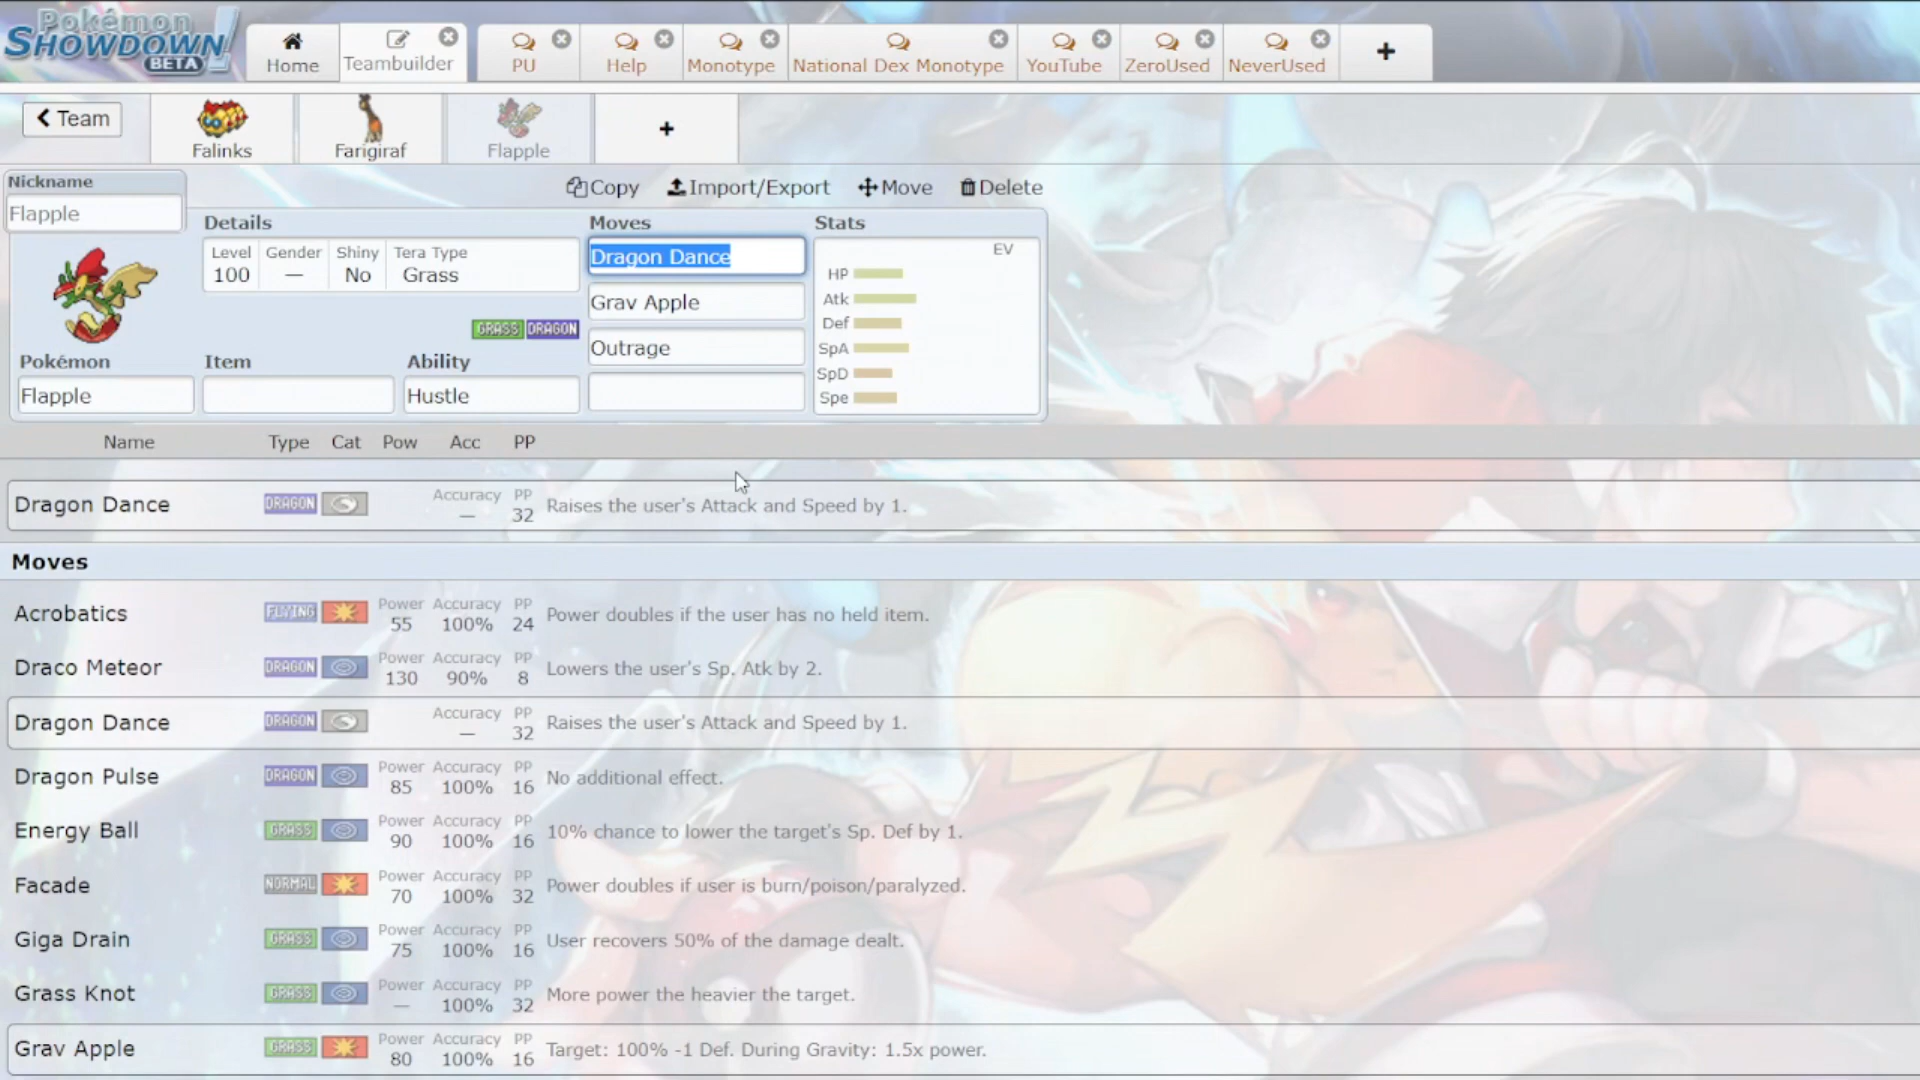 Pokémon
SHOWDOWN!
BETA
Home
Teambuilder
PU
Help
Monotype
National Dex Monotype
YouTube
ZeroUsed
NeverUsed
+
Team
Falinks
Farigiraf
Flapple
+
Nickname
Flapple
Copy
Import/Export
Move
Delete
Details
Level
100
Gender
—
Shiny
No
Tera Type
Grass
GRASS DRAGON
Pokémon
Flapple
Item
Ability
Hustle
Moves
Dragon Dance
Grav Apple
Outrage
Stats
EV
HP
Atk
Def
SpA
SpD
Spe
Name Type Cat Pow Acc PP
Dragon Dance DRAGON Accuracy — PP 32 Raises the user's Attack and Speed by 1.
Moves
Acrobatics FLYING Power 55 Accuracy 100% PP 24 Power doubles if the user has no held item.
Draco Meteor DRAGON Power 130 Accuracy 90% PP 8 Lowers the user's Sp. Atk by 2.
Dragon Dance DRAGON Accuracy — PP 32 Raises the user's Attack and Speed by 1.
Dragon Pulse DRAGON Power 85 Accuracy 100% PP 16 No additional effect.
Energy Ball GRASS Power 90 Accuracy 100% PP 16 10% chance to lower the target's Sp. Def by 1.
Facade NORMAL Power 70 Accuracy 100% PP 32 Power doubles if user is burn/poison/paralyzed.
Giga Drain GRASS Power 75 Accuracy 100% PP 16 User recovers 50% of the damage dealt.
Grass Knot GRASS Power — Accuracy 100% PP 32 More power the heavier the target.
Grav Apple GRASS Power 80 Accuracy 100% PP 16 Target: 100% -1 Def. During Gravity: 1.5x power.